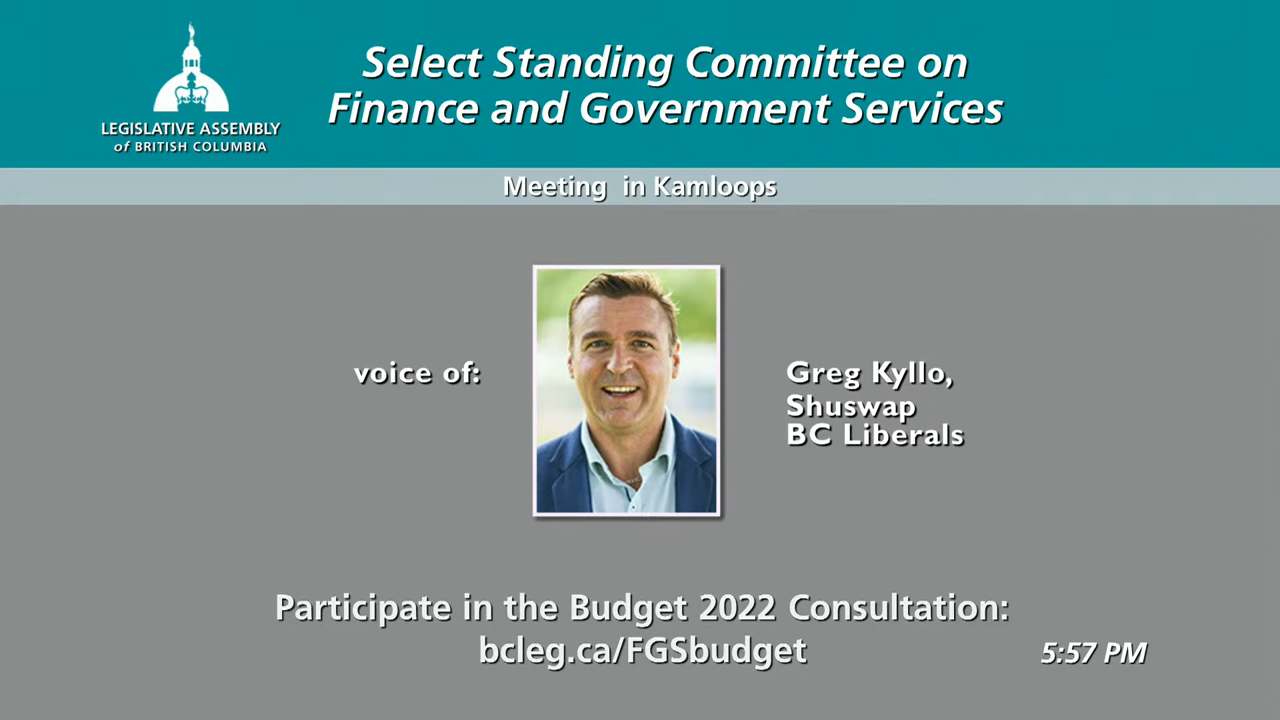 Select Standing Committee on
Finance and Government Services
LEGISLATIVE ASSEMBLY
of BRITISH COLUMBIA
Meeting in Kamloops
voice of:
Greg Kyllo,
Shuswap
BC Liberals
Participate in the Budget 2022 Consultation:
bcleg.ca/FGSbudget
5:57 PM